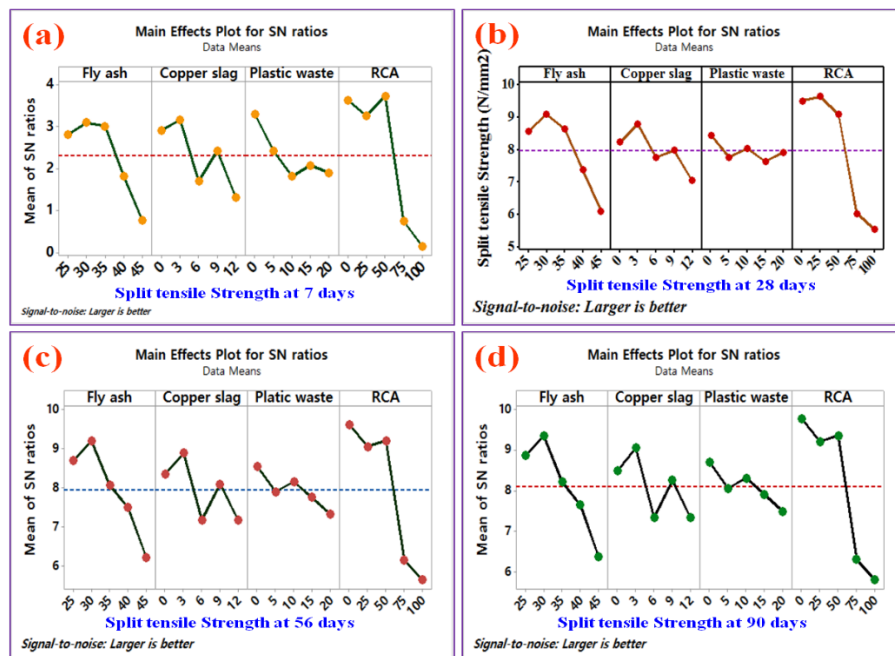 (a)
Main Effects Plot for SN ratios
Data Means
Fly ash Copper slag Plastic waste RCA
Mean of SN ratios
4
3
2
1
0
25 30 35 40 45 0 3 6 9 12 0 5 10 15 20 0 25 50 75 100
Split tensile Strength at 7 days
Signal-to-noise: Larger is better
(b)
Main Effects Plot for SN ratios
Data Means
Fly ash Copper slag Plastic waste RCA
Split tensile Strength (N/mm2)
10
9
8
7
6
5
25 30 35 40 45 0 3 6 9 12 0 5 10 15 20 0 25 50 75 100
Split tensile Strength at 28 days
Signal-to-noise: Larger is better
(c)
Main Effects Plot for SN ratios
Data Means
Fly ash Copper slag Platic waste RCA
Mean of SN ratios
10
9
8
7
6
25 30 35 40 45 0 3 6 9 12 0 5 10 15 20 0 25 50 75 100
Split tensile Strength at 56 days
Signal-to-noise: Larger is better
(d)
Main Effects Plot for SN ratios
Data Means
Fly ash Copper slag Plastic waste RCA
Mean of SN ratios
10
9
8
7
6
25 30 35 40 45 0 3 6 9 12 0 5 10 15 20 0 25 50 75 100
Split tensile Strength at 90 days
Signal-to-noise: Larger is better